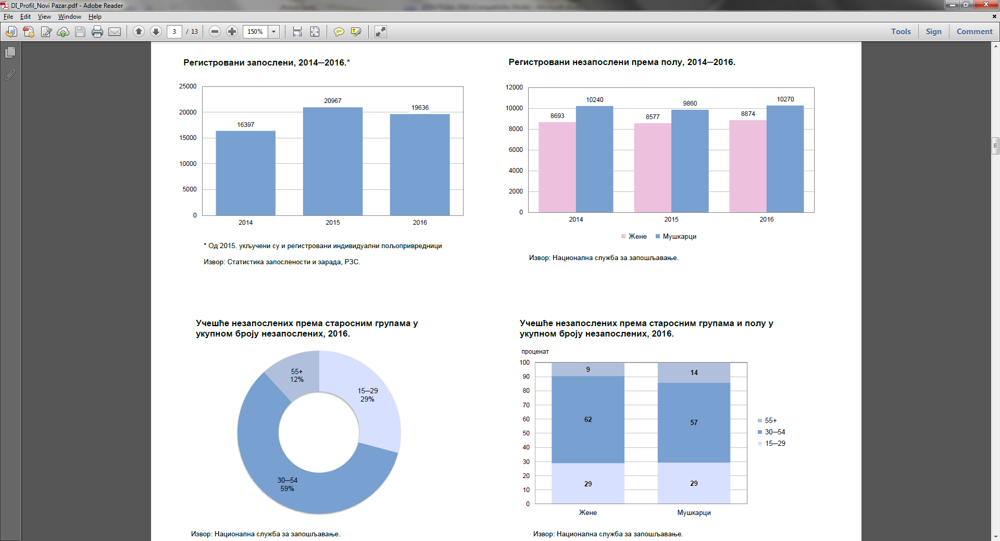 DI_Profil_Novi Pazar.pdf - Adobe Reader
File Edit View Window Help
3 / 13 150% Tools Sign Comment
Регистровани запослени, 2014—2016.*
25000
20000
15000
10000
5000
0
16397
20967
19636
2014 2015 2016
* Од 2015. укључени су и регистровани индивидуални пољопривредници
Извор: Статистика запослености и зарада, РЗС.
Регистровани незапослени према полу, 2014—2016.
12000
10000
8000
6000
4000
2000
0
8693 10240
8577 9860
8874 10270
2014 2015 2016
Жене Мушкарци
Извор: Национална служба за запошљавање.
Учешће незапослених према старосним групама у
укупном броју незапослених, 2016.
55+
12%
15—29
29%
30—54
59%
Извор: Национална служба за запошљавање.
Учешће незапослених према старосним групама и полу у
укупном броју незапослених, 2016.
проценат
100
90
80
70
60
50
40
30
20
10
0
9 14
62 57
29 29
Жене Мушкарци
55+
30—54
15—29
Извор: Национална служба за запошљавање.